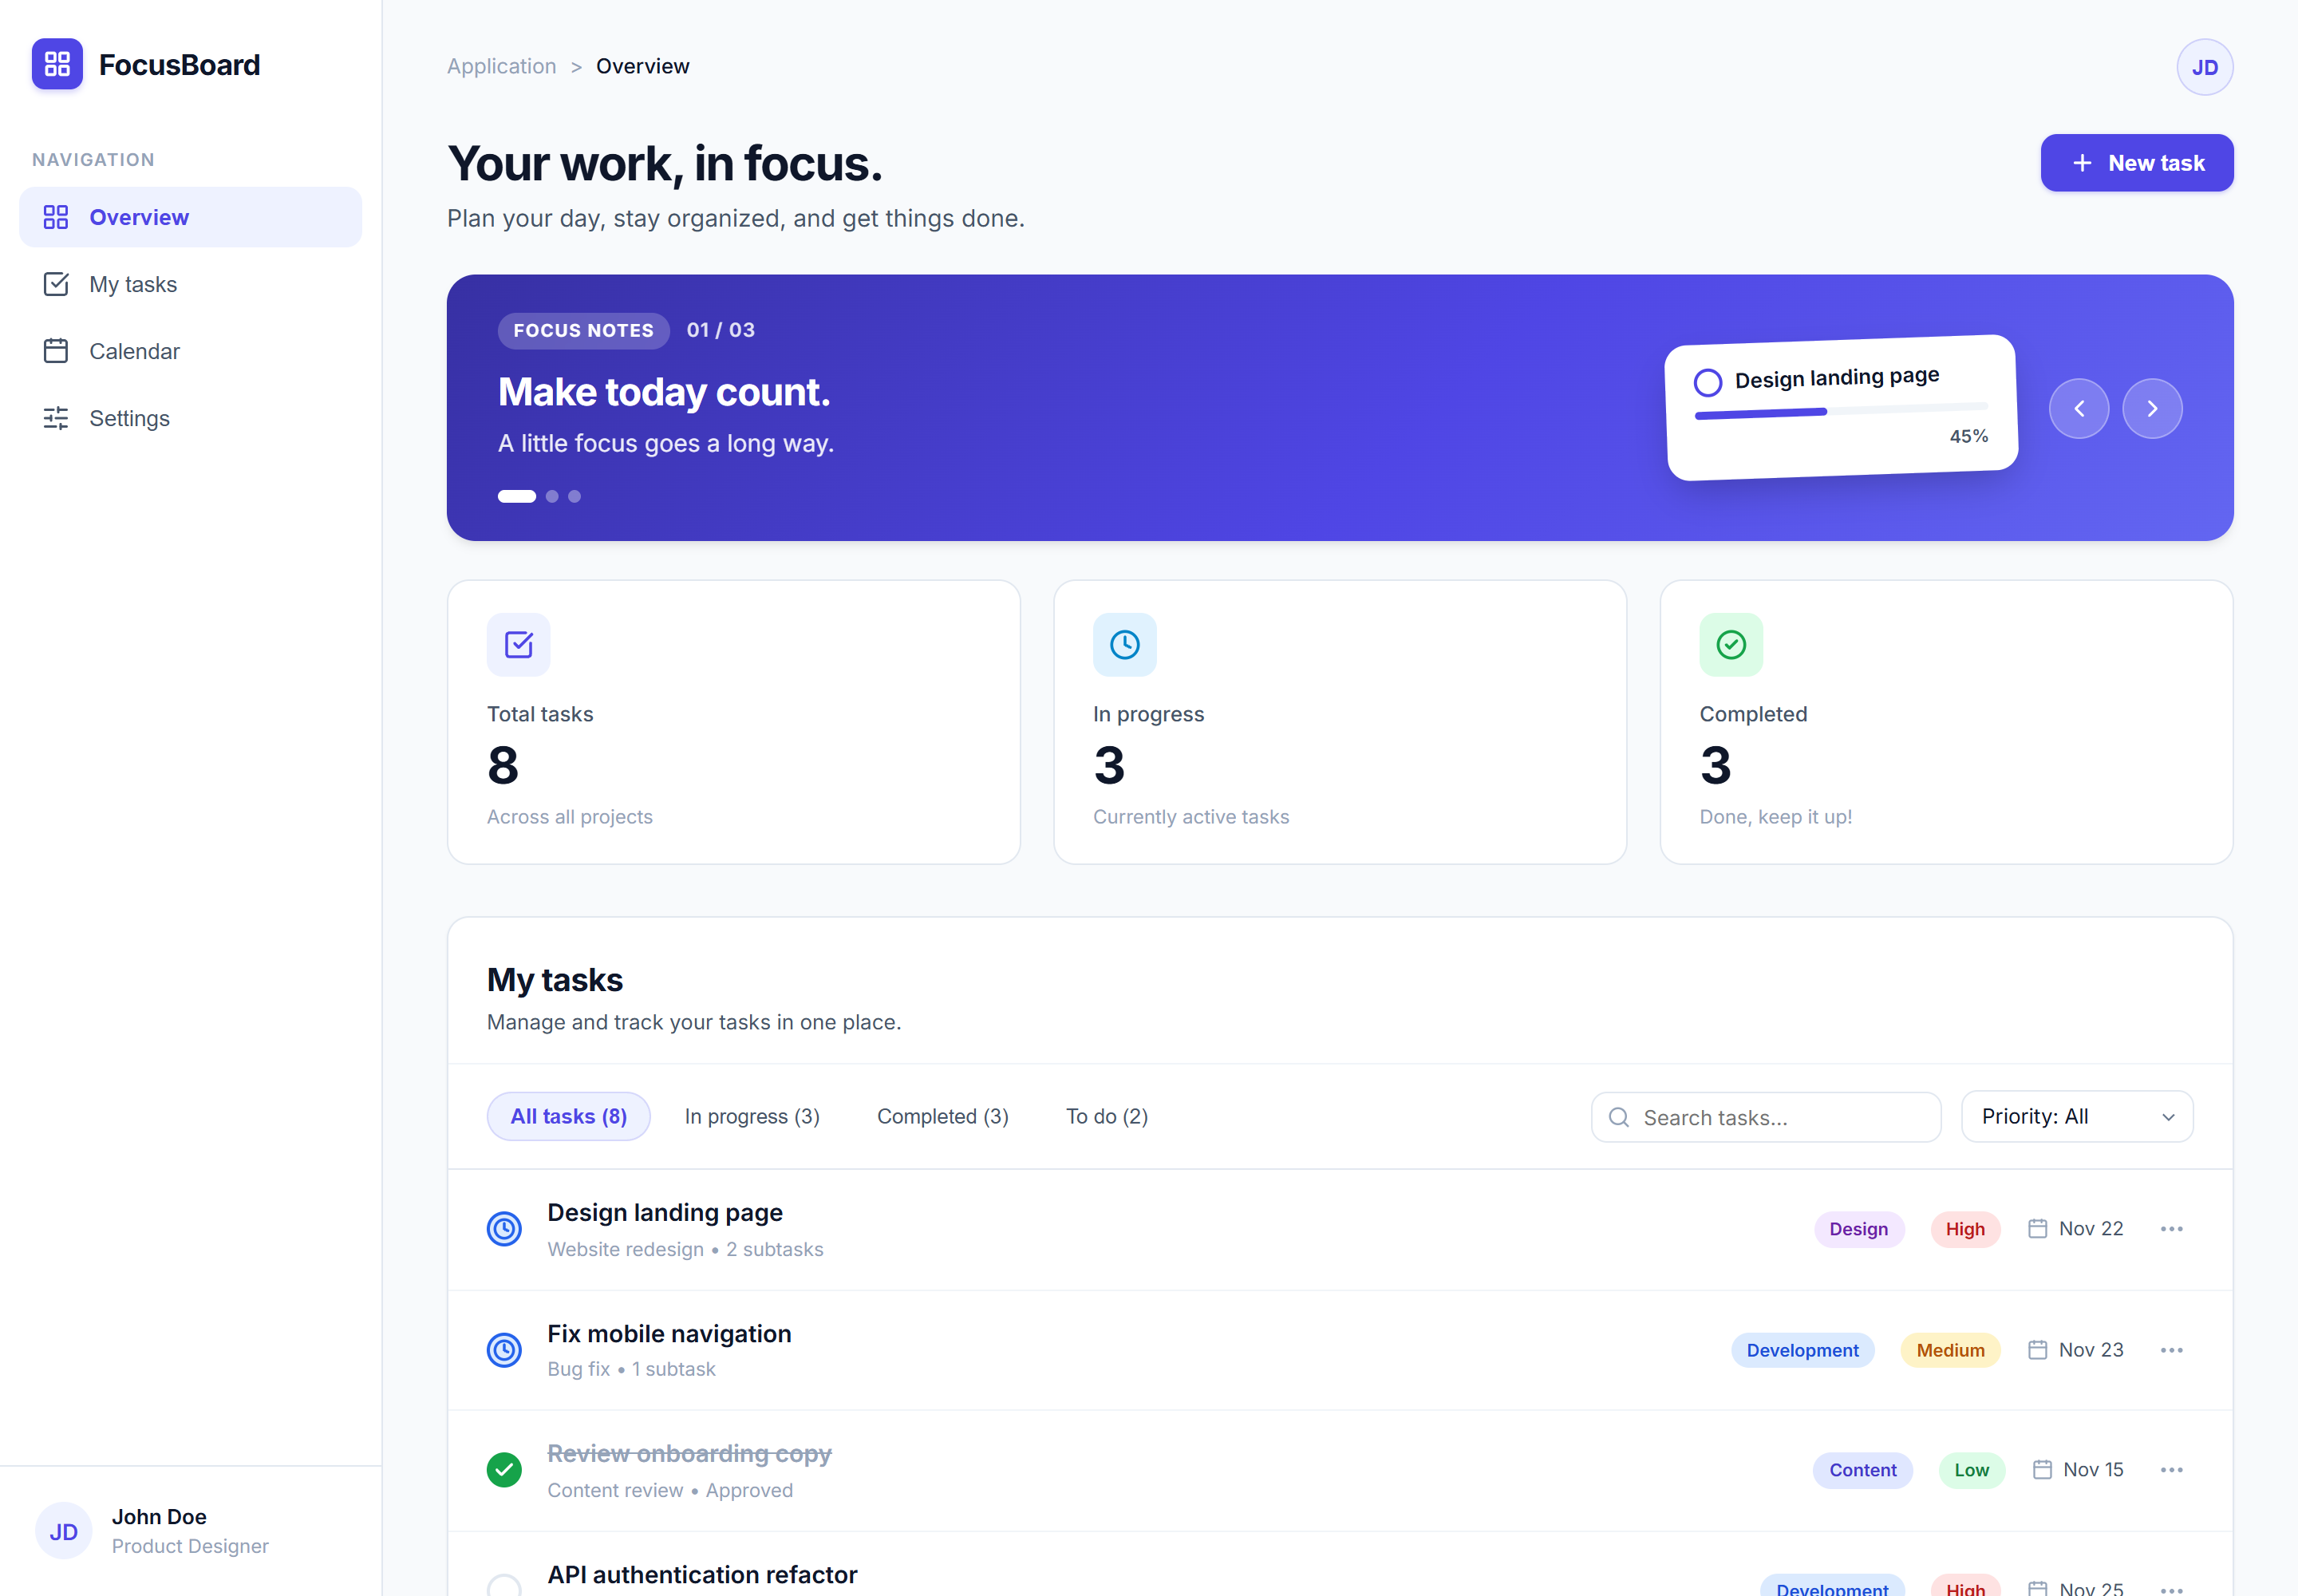 FocusBoard
NAVIGATION
Overview
My tasks
Calendar
Settings
John Doe
JD
Product Designer
Application > Overview
JD
Your work, in focus.
New task
Plan your day, stay organized, and get things done.
FOCUS NOTES 01 / 03
Make today count.
A little focus goes a long way.
Design landing page
45%
Total tasks
8
Across all projects
In progress
3
Currently active tasks
Completed
3
Done, keep it up!
My tasks
Manage and track your tasks in one place.
All tasks (8) In progress (3) Completed (3) To do (2) Search tasks... Priority: All
Design landing page
Website redesign • 2 subtasks
Design High Nov 22
Fix mobile navigation
Bug fix • 1 subtask
Development Medium Nov 23
Review onboarding copy
Content review • Approved
Content Low Nov 15
API authentication refactor
Development High Nov 25